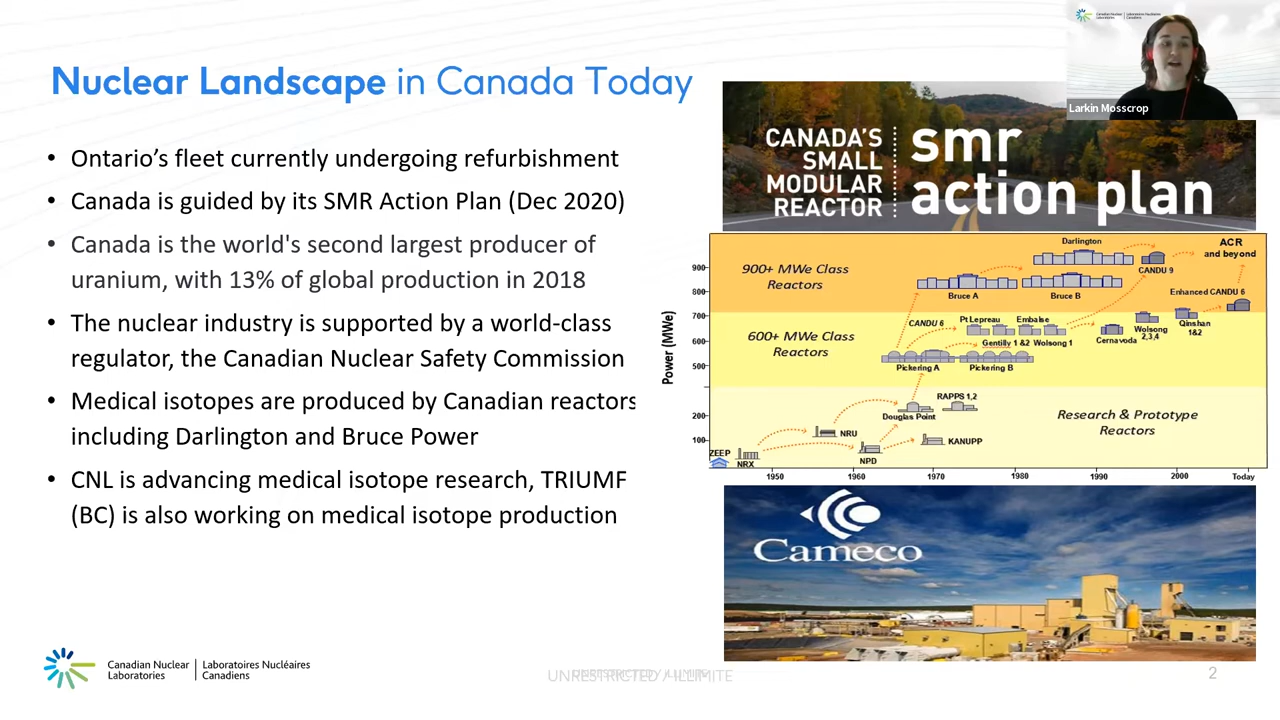 Nuclear Landscape in Canada Today
• Ontario’s fleet currently undergoing refurbishment
• Canada is guided by its SMR Action Plan (Dec 2020)
• Canada is the world's second largest producer of
uranium, with 13% of global production in 2018
• The nuclear industry is supported by a world-class
regulator, the Canadian Nuclear Safety Commission
• Medical isotopes are produced by Canadian reactors
including Darlington and Bruce Power
• CNL is advancing medical isotope research, TRIUMF
(BC) is also working on medical isotope production
Canadian Nuclear
Laboratories
Laboratoires Nucléaires
Canadiens
Larkin Mosscrop
CANADA'S
SMALL
MODULAR
REACTOR
smr
action plan
Power (MWe)
900
800
700
600
500
200
100
900+ MWe Class
Reactors
Darlington
Bruce A
Bruce B
CANDU 9
ACR
and beyond
Enhanced CANDU 6
600+ MWe Class
Reactors
CANDU 6
Pt Lepreau
Embalse
Gentilly 1 &2
Wolsong 1
Cernavoda
Wolsong
2,3,4
Qinshan
1&2
Pickering A
Pickering B
Research & Prototype
Reactors
Douglas Point
RAPPS 1,2
NRU
KANUPP
NPD
ZEEP
NRX
1950
1960
1970
1980
1990
2000
Today
Cameco
Canadian Nuclear
Laboratories
Laboratoires Nucléaires
Canadiens
UNRESTRICTED / ILLIMITÉ
2